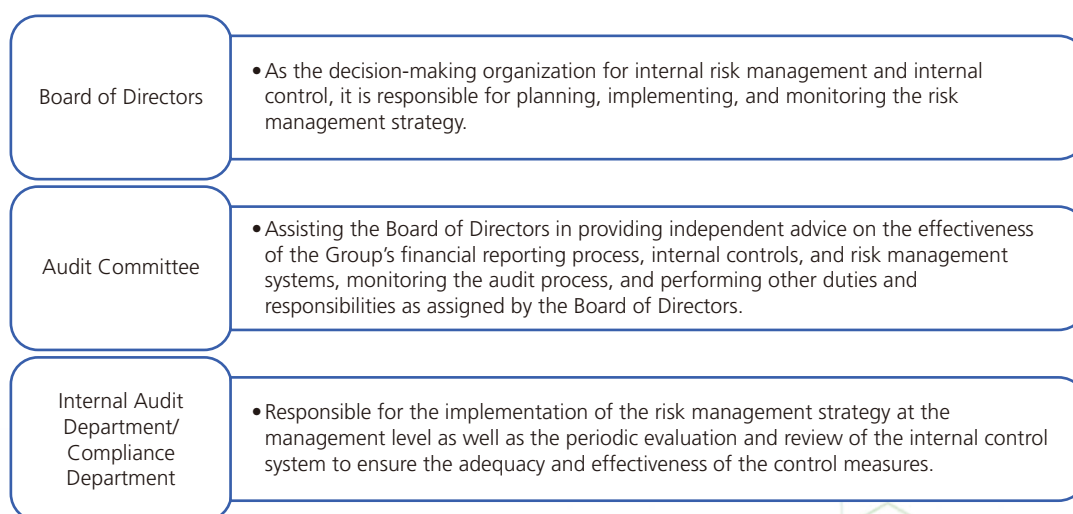 Board of Directors
•As the decision-making organization for internal risk management and internal
control, it is responsible for planning, implementing, and monitoring the risk
management strategy.
Audit Committee
•Assisting the Board of Directors in providing independent advice on the effectiveness
of the Group’s financial reporting process, internal controls, and risk management
systems, monitoring the audit process, and performing other duties and
responsibilities as assigned by the Board of Directors.
Internal Audit
Department/
Compliance
Department
•Responsible for the implementation of the risk management strategy at the
management level as well as the periodic evaluation and review of the internal control
system to ensure the adequacy and effectiveness of the control measures.